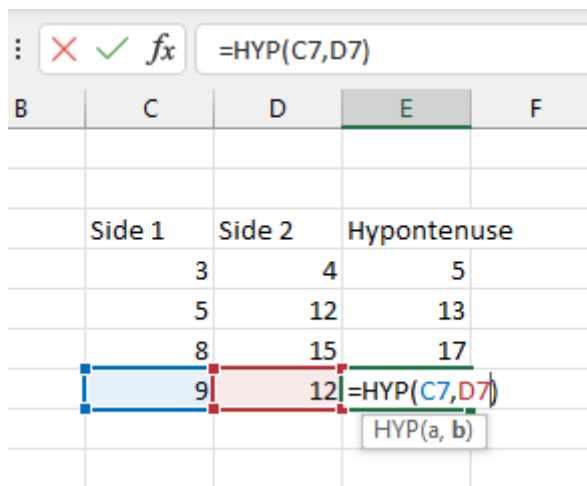 fx =HYP(C7,D7)
B C D E F
Side 1 Side 2 Hypontenuse
3 4 5
5 12 13
8 15 17
9 12 =HYP(C7,D7)
HYP(a, b)